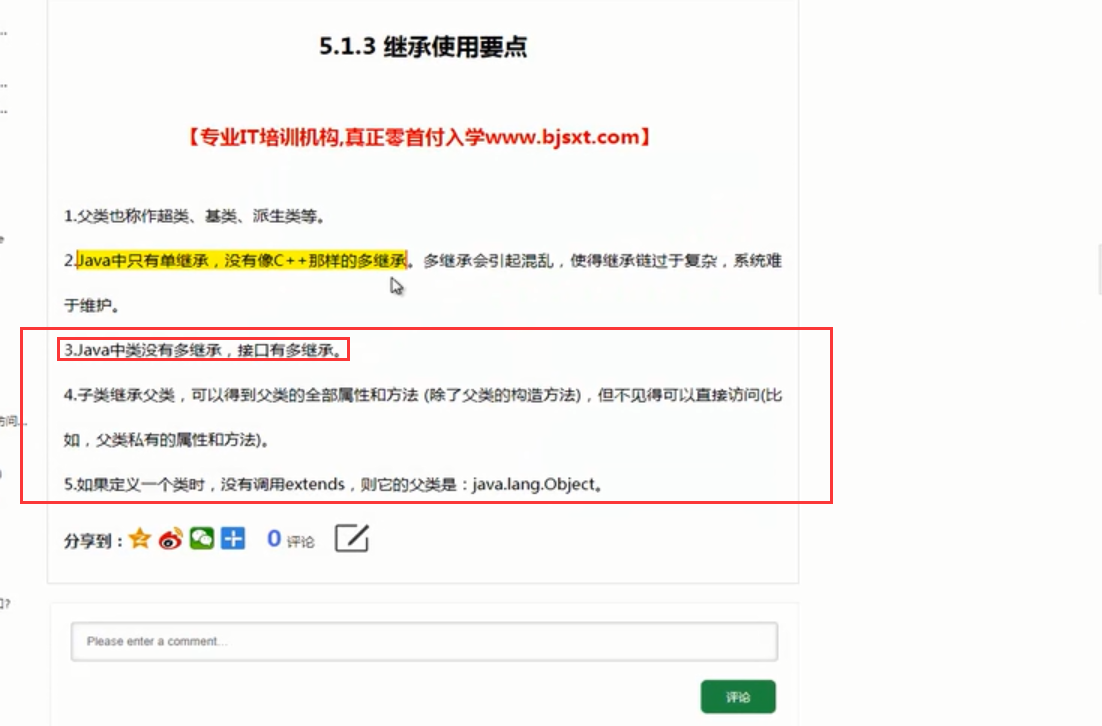 5.1.3 继承使用要点
【专业IT培训机构,真正零首付入学www.bjsxt.com】
1.父类也称作超类、基类、派生类等。
2.Java中只有单继承，没有像C++那样的多继承。多继承会引起混乱，使得继承链过于复杂，系统难
于维护。
3.Java中类没有多继承，接口有多继承。
4.子类继承父类，可以得到父类的全部属性和方法 (除了父类的构造方法)，但不见得可以直接访问(比
如，父类私有的属性和方法)。
5.如果定义一个类时，没有调用extends，则它的父类是：java.lang.Object。
分享到： 0 评论
Please enter a comment...
评论